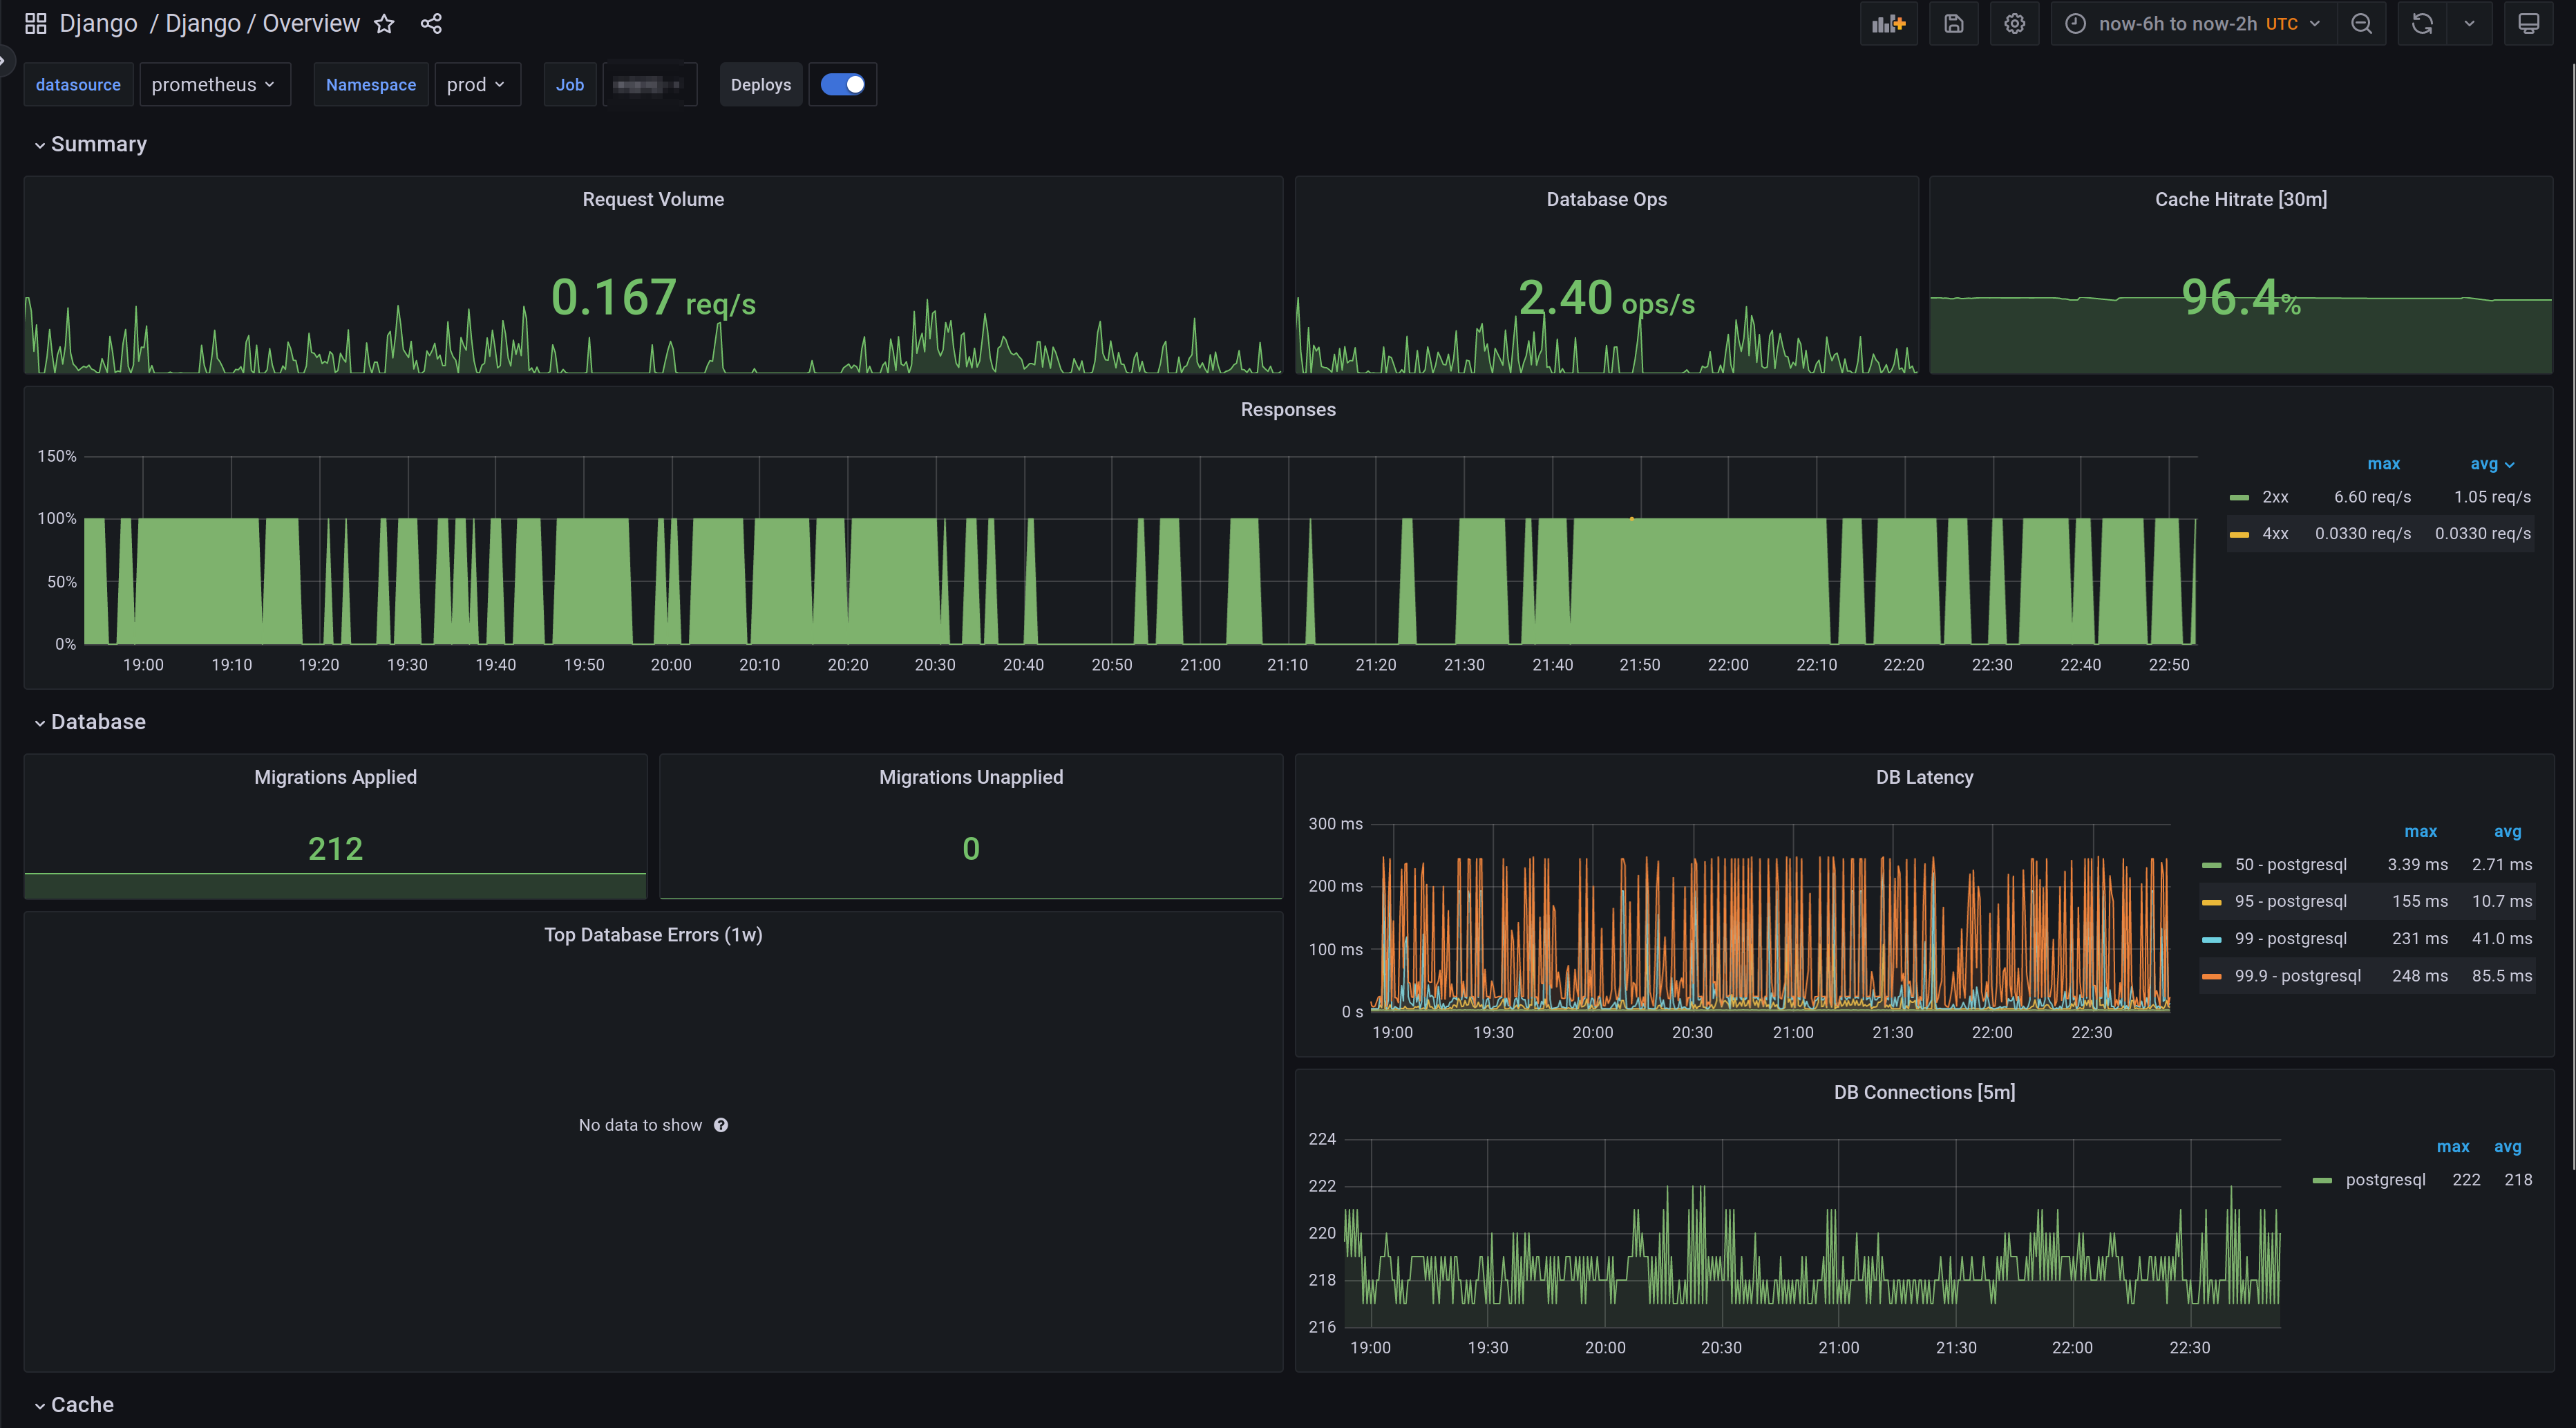 Django / Django / Overview
now-6h to now-2h UTC
datasource prometheus Namespace prod Job Deploys
Summary
Request Volume
0.167 req/s
Database Ops
2.40 ops/s
Cache Hitrate [30m]
96.4%
Responses
150%
100%
50%
0%
19:00 19:10 19:20 19:30 19:40 19:50 20:00 20:10 20:20 20:30 20:40 20:50 21:00 21:10 21:20 21:30 21:40 21:50 22:00 22:10 22:20 22:30 22:40 22:50
max avg
2xx 6.60 req/s 1.05 req/s
4xx 0.0330 req/s 0.0330 req/s
Database
Migrations Applied
212
Migrations Unapplied
0
Top Database Errors (1w)
No data to show
DB Latency
300 ms
200 ms
100 ms
0 s
19:00 19:30 20:00 20:30 21:00 21:30 22:00 22:30
max avg
50 - postgresql 3.39 ms 2.71 ms
95 - postgresql 155 ms 10.7 ms
99 - postgresql 231 ms 41.0 ms
99.9 - postgresql 248 ms 85.5 ms
DB Connections [5m]
224
222
220
218
216
19:00 19:30 20:00 20:30 21:00 21:30 22:00 22:30
max avg
postgresql 222 218
Cache